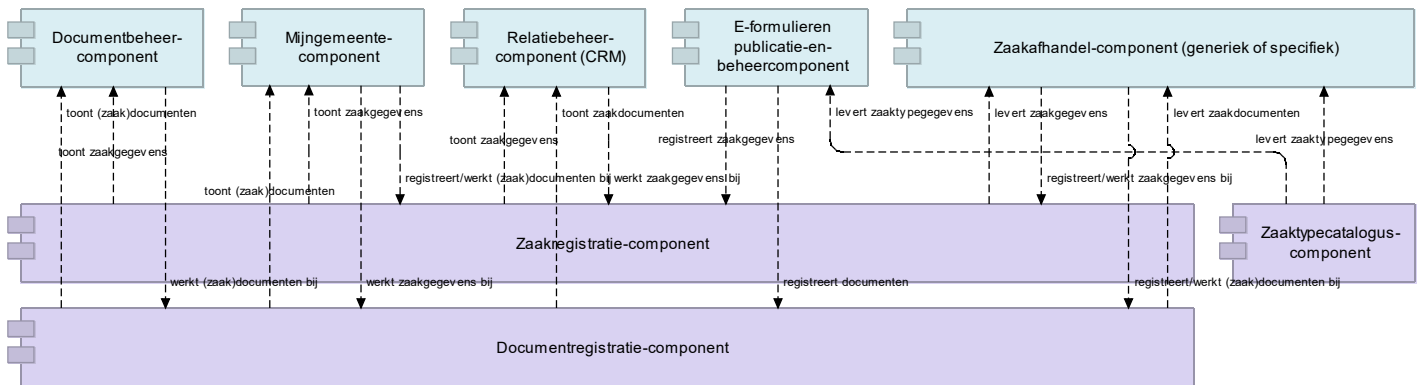 Documentbeheer-
component
Mijngemeente-
component
Relatiebeheer-
component (CRM)
E-formulieren
publicatie-en-
beheercomponent
Zaakafhandel-component (generiek of specifiek)
toont (zaak)documenten
toont zaakgegevens
toont zaakdocumenten
levert zaaktypegegevens
levert zaakgegevens
levert zaakdocumenten
toont zaakgegevens
toont zaakgegevens
registreert zaakgegevens
levert zaaktypegegevens
toont (zaak)documenten
registreert/werkt (zaak)documenten bij
werkt zaakgegevens bij
registreert/werkt zaakgegevens bij
Zaakregistratie-component
Zaaktypecatalogus-
component
werkt (zaak)documenten bij
werkt zaakgegevens bij
registreert documenten
registreert/werkt (zaak)documenten bij
Documentregistratie-component